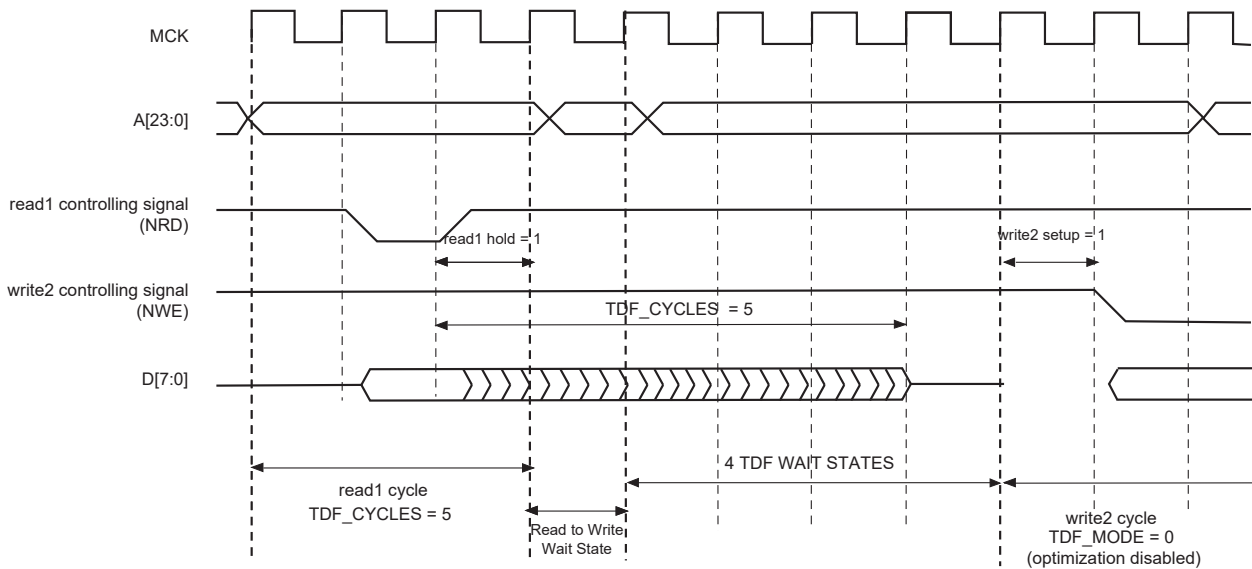 MCK
A[23:0]
read1 controlling signal
(NRD)
read1 hold = 1
write2 setup = 1
write2 controlling signal
(NWE)
TDF_CYCLES = 5
D[7:0]
4 TDF WAIT STATES
read1 cycle
TDF_CYCLES = 5
Read to Write
Wait State
write2 cycle
TDF_MODE = 0
(optimization disabled)